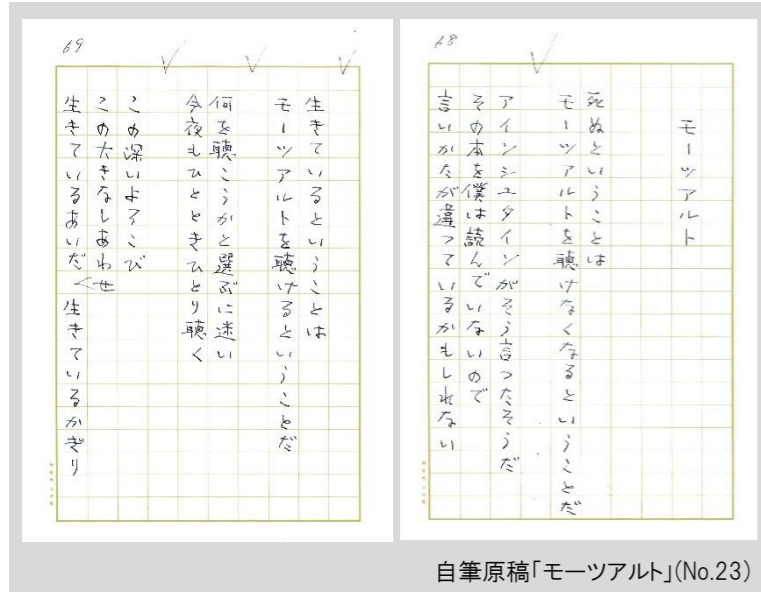 68
モーツアルト
死ぬということは
モーツアルトを聴けなくなるということだ
アインシュタインがそう言つたそうだ
その本を僕は読んでいないので
言いかたが違つているかもしれない
69
生きているということは
モーツアルトを聴けるということだ
何を聴こうかと選ぶに迷い
今夜もひとときひとり聴く
この深いよろこび
この大きなしあわせ
生きているあいだ 生きているかぎり
自筆原稿「モーツアルト」(No.23)